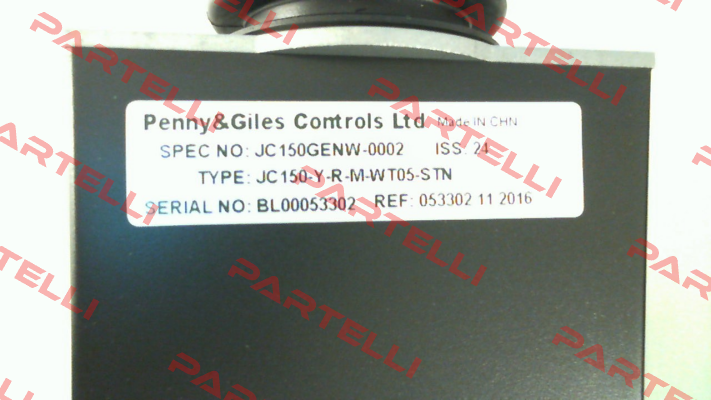 Penny&Giles Controls Ltd Made IN CHN
SPEC NO: JC150GENW-0002 ISS: 24
TYPE: JC150-Y-R-M-WT05-STN
SERIAL NO: BL00053302 REF: 053302 11 2016
PARTELLI
PARTELLI
PARTELLI
PARTELLI
PARTELLI
PARTELLI
PARTELLI
PARTELLI
PARTELLI